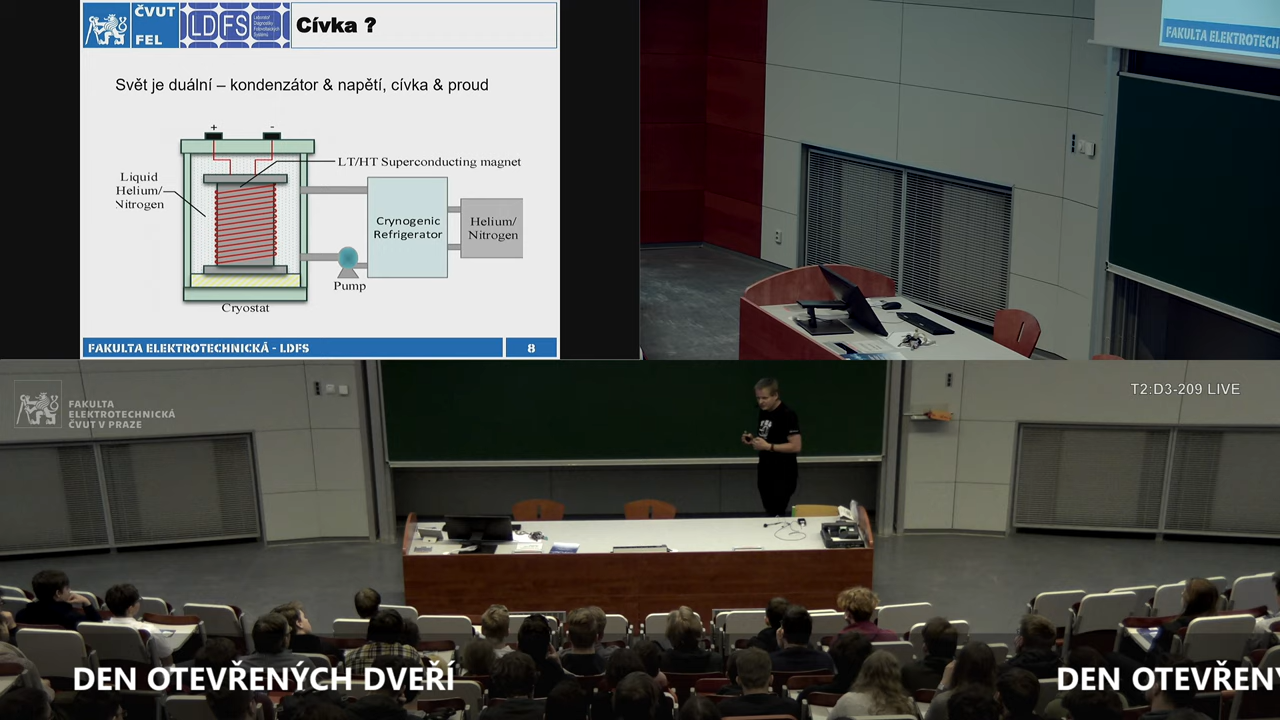 ČVUT
FEL
LDFS
Cívka ?
Svět je duální – kondenzátor & napětí, cívka & proud
+ -
LT/HT Superconducting magnet
Liquid
Helium/
Nitrogen
Crynogenic
Refrigerator
Helium/
Nitrogen
Pump
Cryostat
FAKULTA ELEKTROTECHNICKÁ - LDFS
8
FAKULTA ELEKTROTECH
FAKULTA
ELEKTROTECHNICKÁ
ČVUT V PRAZE
T2:D3-209 LIVE
DEN OTEVŘENÝCH DVEŘÍ
DEN OTEVŘENÝ